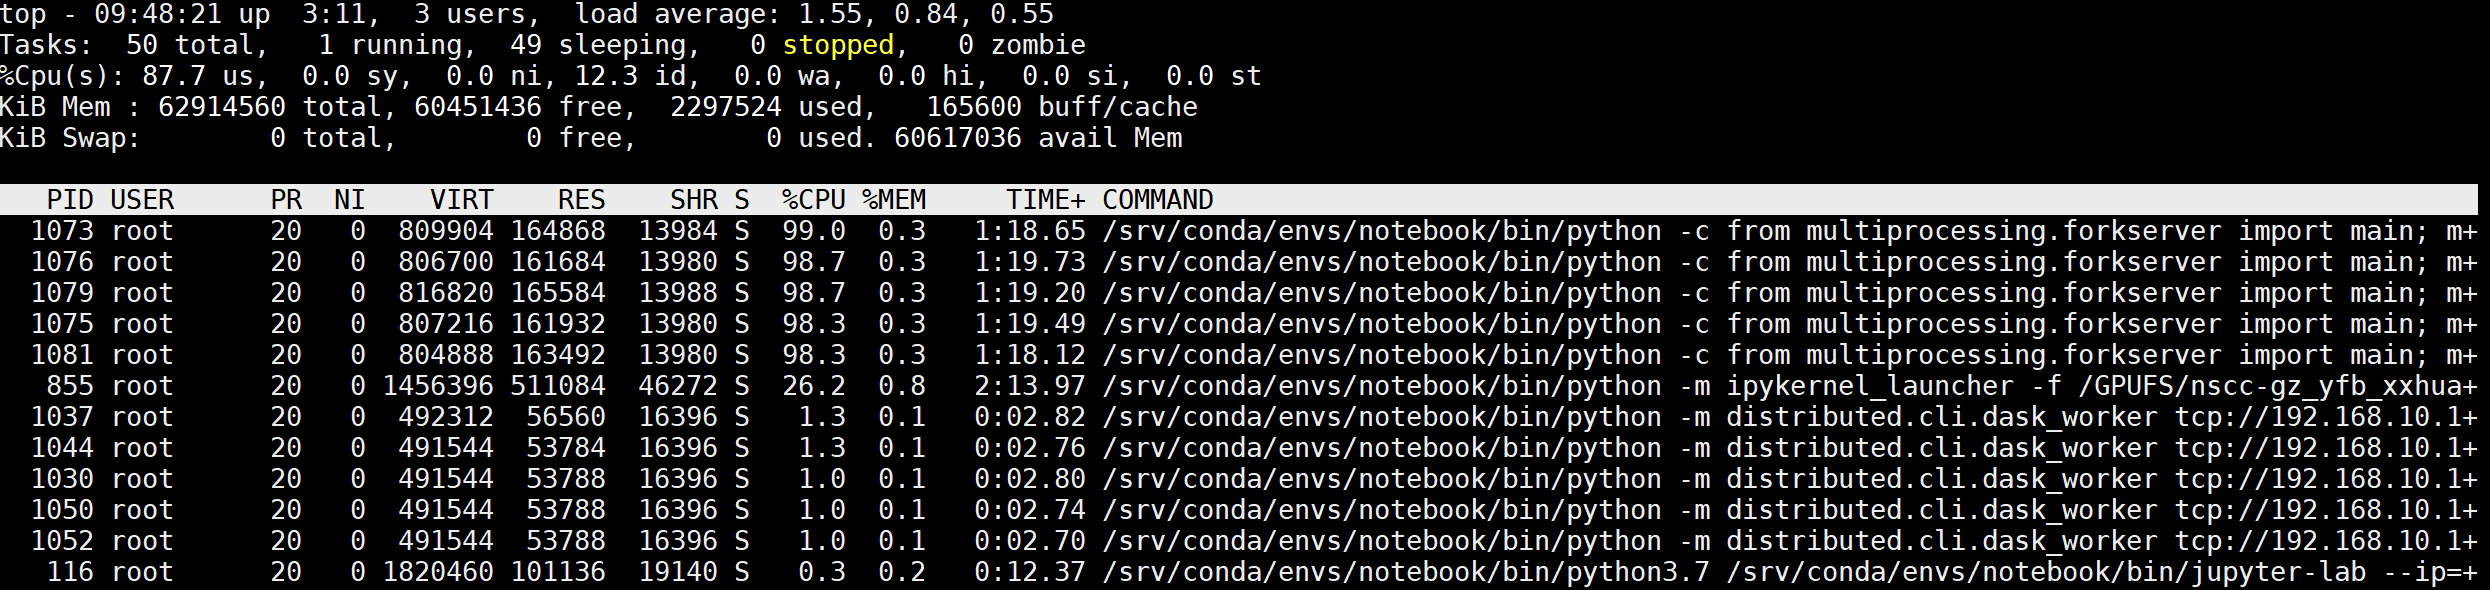 top - 09:48:21 up  3:11,  3 users,  load average: 1.55, 0.84, 0.55
Tasks:  50 total,   1 running,  49 sleeping,   0 stopped,   0 zombie
%Cpu(s): 87.7 us,  0.0 sy,  0.0 ni, 12.3 id,  0.0 wa,  0.0 hi,  0.0 si,  0.0 st
KiB Mem : 62914560 total, 60451436 free,  2297524 used,   165600 buff/cache
KiB Swap:        0 total,        0 free,        0 used. 60617036 avail Mem
PID USER      PR  NI    VIRT    RES    SHR S  %CPU %MEM     TIME+ COMMAND
1073 root      20   0  809904 164868  13984 S  99.0  0.3   1:18.65 /srv/conda/envs/notebook/bin/python -c from multiprocessing.forkserver import main; m+
1076 root      20   0  806700 161684  13980 S  98.7  0.3   1:19.73 /srv/conda/envs/notebook/bin/python -c from multiprocessing.forkserver import main; m+
1079 root      20   0  816820 165584  13988 S  98.7  0.3   1:19.20 /srv/conda/envs/notebook/bin/python -c from multiprocessing.forkserver import main; m+
1075 root      20   0  807216 161932  13980 S  98.3  0.3   1:19.49 /srv/conda/envs/notebook/bin/python -c from multiprocessing.forkserver import main; m+
1081 root      20   0  804888 163492  13980 S  98.3  0.3   1:18.12 /srv/conda/envs/notebook/bin/python -c from multiprocessing.forkserver import main; m+
855 root      20   0 1456396 511084  46272 S  26.2  0.8   2:13.97 /srv/conda/envs/notebook/bin/python -m ipykernel_launcher -f /GPUFS/nscc-gz_yfb_xxhua+
1037 root      20   0  492312  56560  16396 S   1.3  0.1   0:02.82 /srv/conda/envs/notebook/bin/python -m distributed.cli.dask_worker tcp://192.168.10.1+
1044 root      20   0  491544  53784  16396 S   1.3  0.1   0:02.76 /srv/conda/envs/notebook/bin/python -m distributed.cli.dask_worker tcp://192.168.10.1+
1030 root      20   0  491544  53788  16396 S   1.0  0.1   0:02.80 /srv/conda/envs/notebook/bin/python -m distributed.cli.dask_worker tcp://192.168.10.1+
1050 root      20   0  491544  53788  16396 S   1.0  0.1   0:02.74 /srv/conda/envs/notebook/bin/python -m distributed.cli.dask_worker tcp://192.168.10.1+
1052 root      20   0  491544  53788  16396 S   1.0  0.1   0:02.70 /srv/conda/envs/notebook/bin/python -m distributed.cli.dask_worker tcp://192.168.10.1+
116 root      20   0 1820460 101136  19140 S   0.3  0.2   0:12.37 /srv/conda/envs/notebook/bin/python3.7 /srv/conda/envs/notebook/bin/jupyter-lab --ip=+